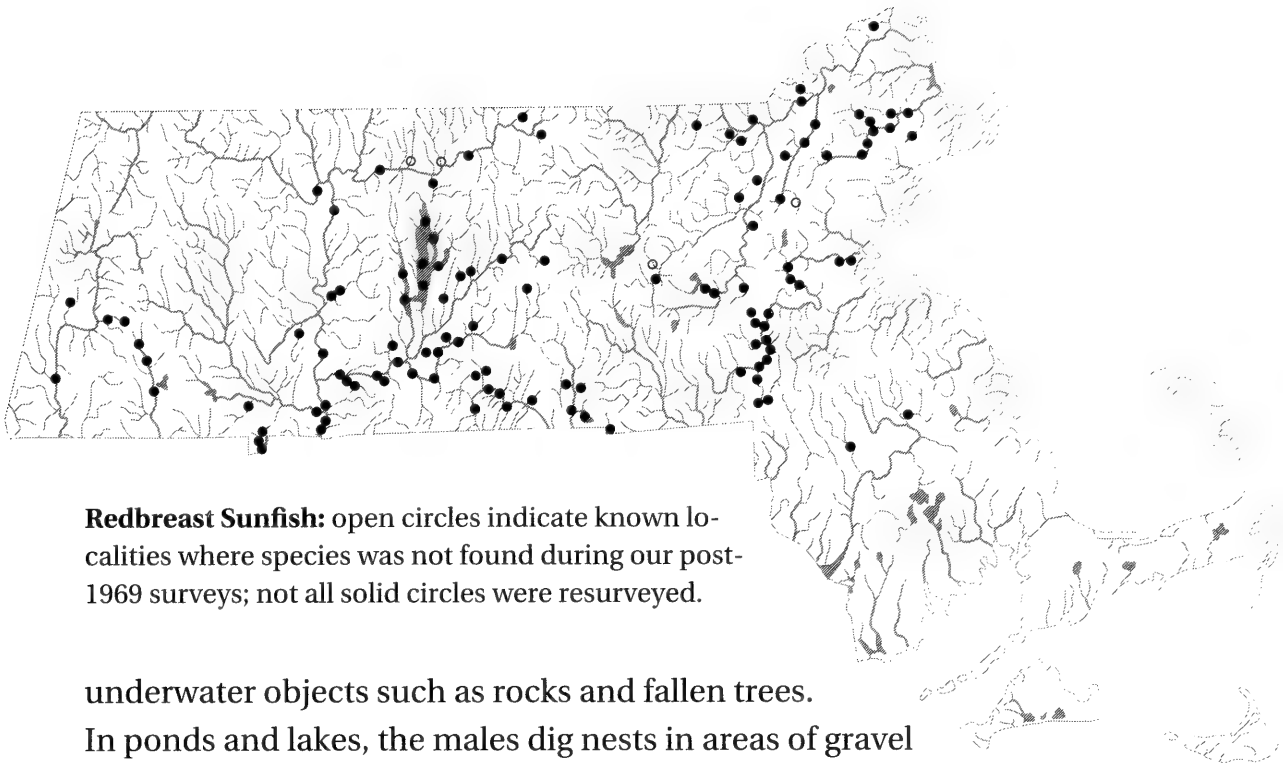 Redbreast Sunfish: open circles indicate known lo-
calities where species was not found during our post-
1969 surveys; not all solid circles were resurveyed.
underwater objects such as rocks and fallen trees.
In ponds and lakes, the males dig nests in areas of gravel